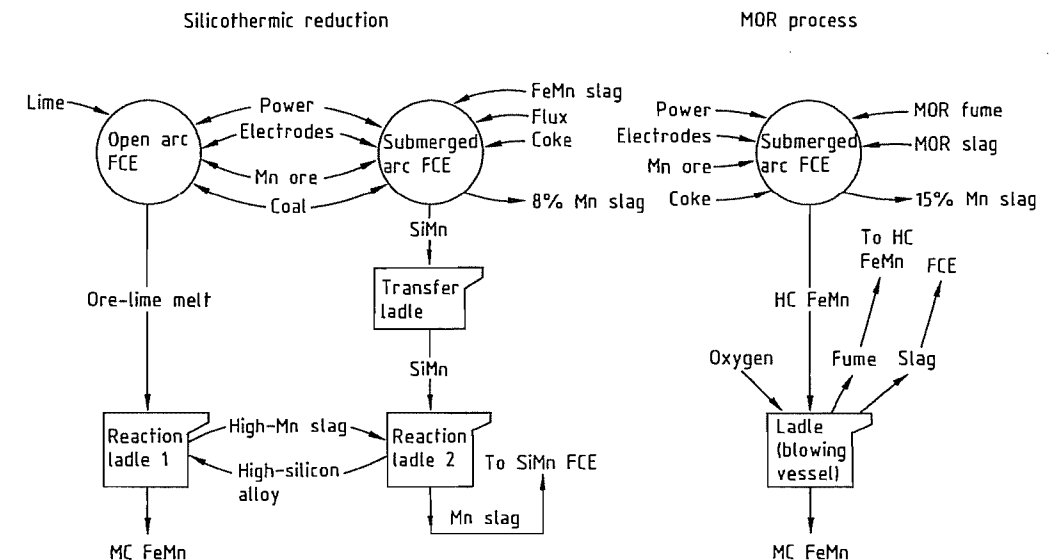 Silicothermic reduction
MOR process
Lime
Open arc
FCE
Power
Electrodes
Mn ore
Coal
Submerged
arc FCE
FeMn slag
Flux
Coke
8% Mn slag
SiMn
Transfer
ladle
SiMn
Ore-lime melt
Reaction
ladle 1
High-Mn slag
High-silicon
alloy
Reaction
ladle 2
To SiMn FCE
Mn slag
MC FeMn
Power
Electrodes
Mn ore
Coke
Submerged
arc FCE
MOR fume
MOR slag
15% Mn slag
HC FeMn
To HC
FeMn
FCE
Oxygen
Fume
Slag
Ladle
(blowing
vessel)
MC FeMn